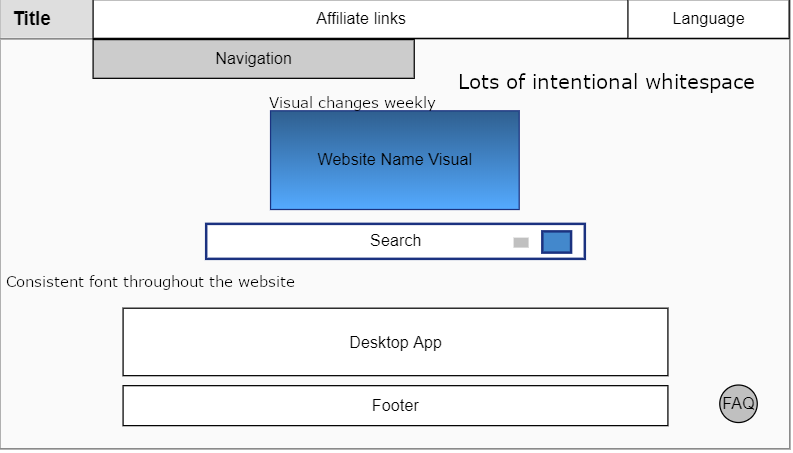 Title
Affiliate links
Language
Navigation
Lots of intentional whitespace
Visual changes weekly
Website Name Visual
Search
Consistent font throughout the website
Desktop App
Footer
FAQ